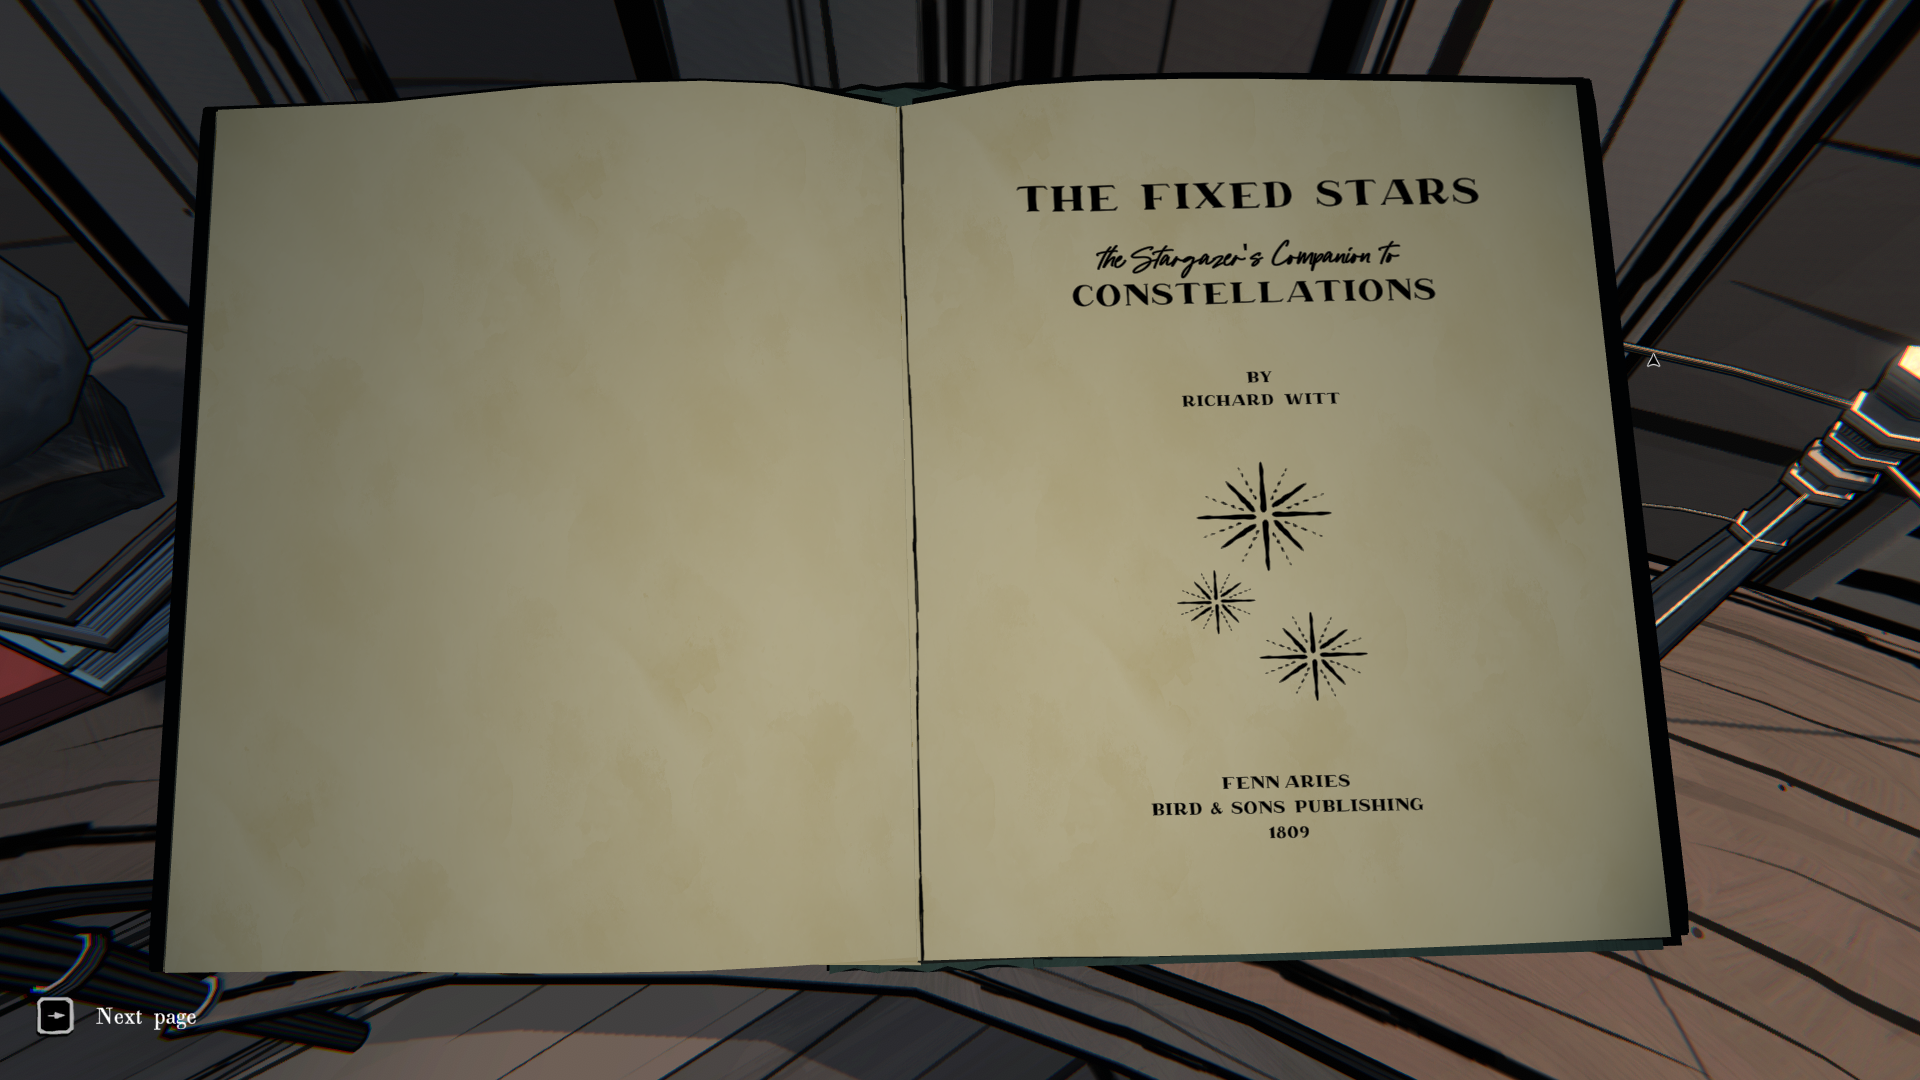 THE FIXED STARS
the Stargazer's Companion to
CONSTELLATIONS
BY
RICHARD WITT
FENN ARIES
BIRD & SONS PUBLISHING
1809
Next page